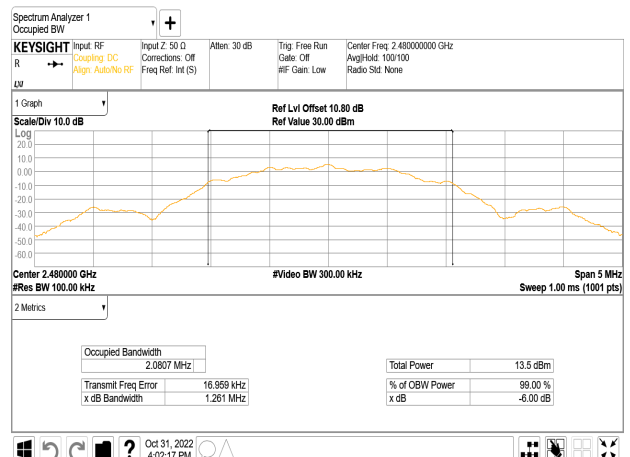 Spectrum Analyzer 1
Occupied BW
KEYSIGHT Input: RF Input Z: 50 Ω Atten: 30 dB Trig: Free Run Center Freq: 2.480000000 GHz
Coupling: DC Corrections: Off Gate: Off Avg|Hold: 100/100
R Align: Auto/No RF Freq Ref: Int (S) #IF Gain: Low Radio Std: None
1 Graph Ref Lvl Offset 10.80 dB
Scale/Div 10.0 dB Ref Value 30.00 dBm
Log
20.0
10.0
0.00
-10.0
-20.0
-30.0
-40.0
-50.0
-60.0
Center 2.480000 GHz #Video BW 300.00 kHz Span 5 MHz
#Res BW 100.00 kHz Sweep 1.00 ms (1001 pts)
2 Metrics
Occupied Bandwidth
2.0807 MHz Total Power 13.5 dBm
Transmit Freq Error 16.959 kHz % of OBW Power 99.00 %
x dB Bandwidth 1.261 MHz x dB -6.00 dB
? Oct 31, 2022
4:02:17 PM